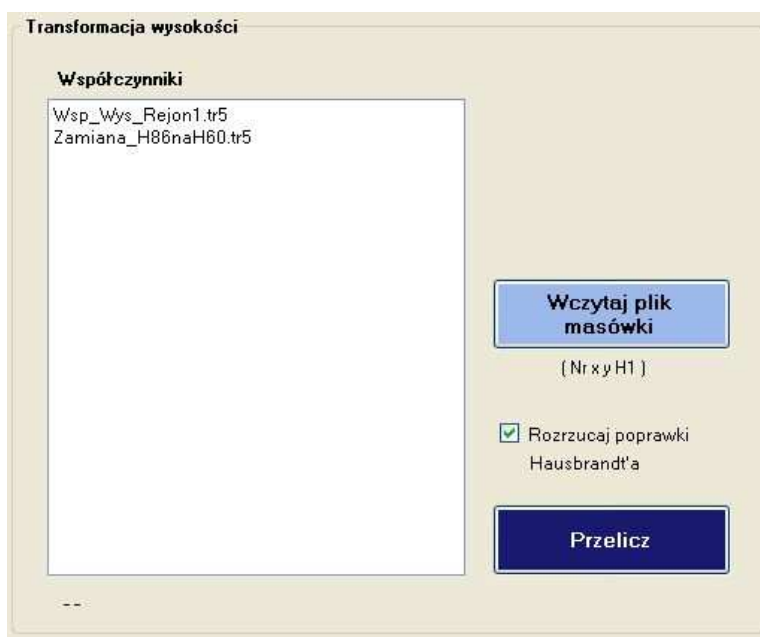 Transformacja wysokości
Współczynniki
Wsp_Wys_Rejon1.tr5
Zamiana_H86naH60.tr5
Wczytaj plik
masówki
( Nr x y H1 )
Rozrzucaj poprawki
Hausbrandt'a
Przelicz
--